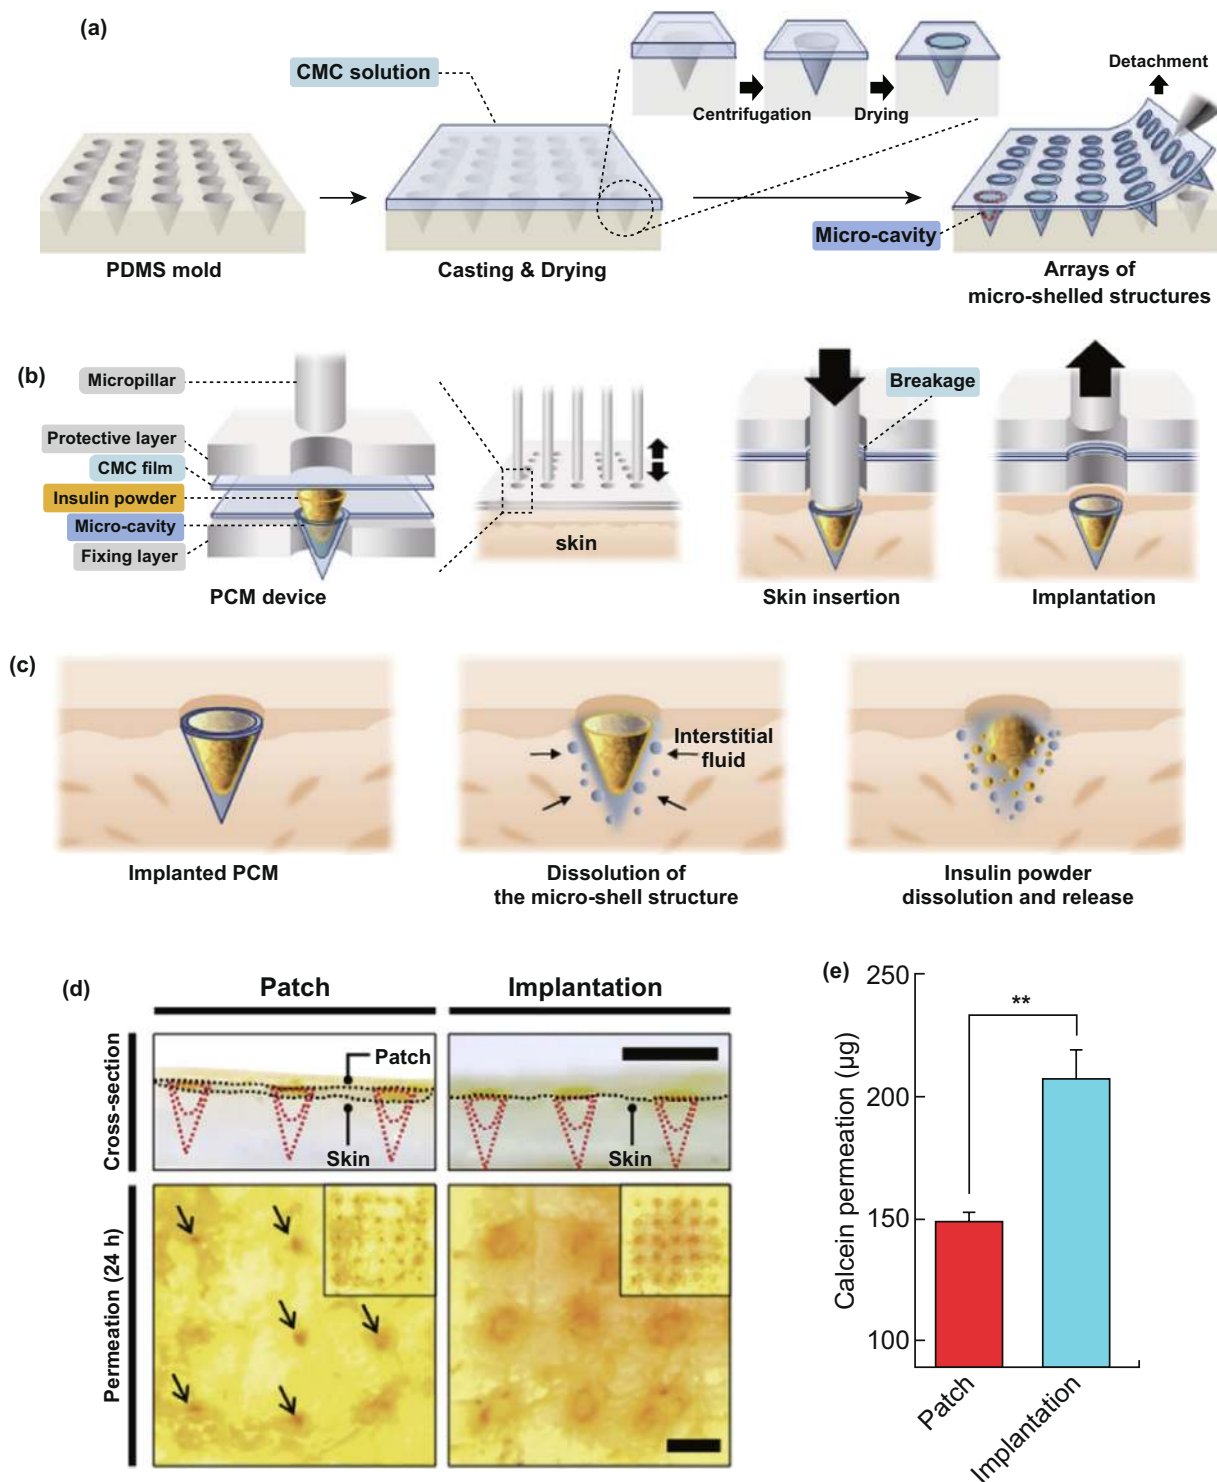 (a)
CMC solution
Centrifugation
Drying
Detachment
PDMS mold
Casting & Drying
Micro-cavity
Arrays of
micro-shelled structures
(b)
Micropillar
Protective layer
CMC film
Insulin powder
Micro-cavity
Fixing layer
PCM device
skin
Breakage
Skin insertion
Implantation
(c)
Interstitial
fluid
Implanted PCM
Dissolution of
the micro-shell structure
Insulin powder
dissolution and release
(d)
Patch
Implantation
Cross-section
Patch
Skin
Skin
Permeation (24 h)
(e)
Calcein permeation (µg)
250
200
150
100
**
Patch
Implantation